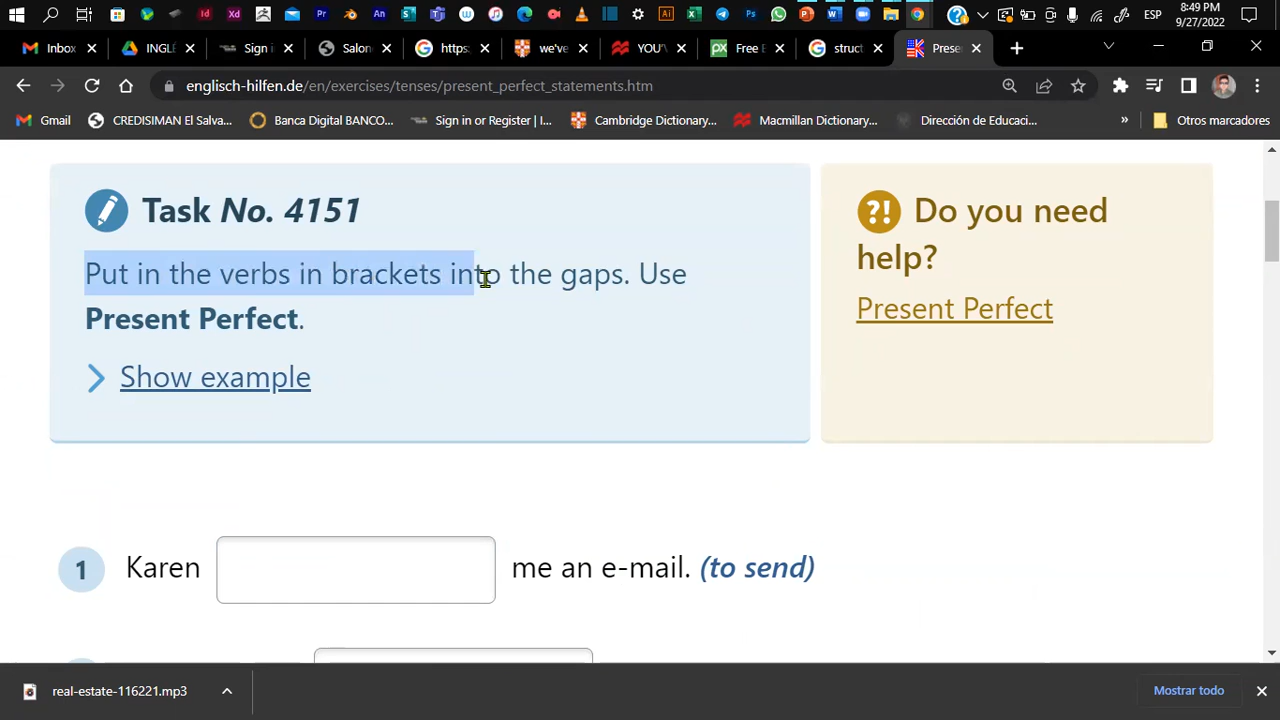 8:49 PM
ESP
9/27/2022
Inbox
INGLÉ
Sign i
Salon
https:
we've
YOU'
Free E
struct
Prese
englisch-hilfen.de/en/exercises/tenses/present_perfect_statements.htm
Gmail
CREDISIMAN El Salva...
Banca Digital BANCO...
Sign in or Register | I...
Cambridge Dictionary...
Macmillan Dictionary...
Dirección de Educaci...
»
Otros marcadores
Task No. 4151
Put in the verbs in brackets into the gaps. Use
Present Perfect.
Show example
?! Do you need
help?
Present Perfect
1 Karen me an e-mail. (to send)
real-estate-116221.mp3
Mostrar todo